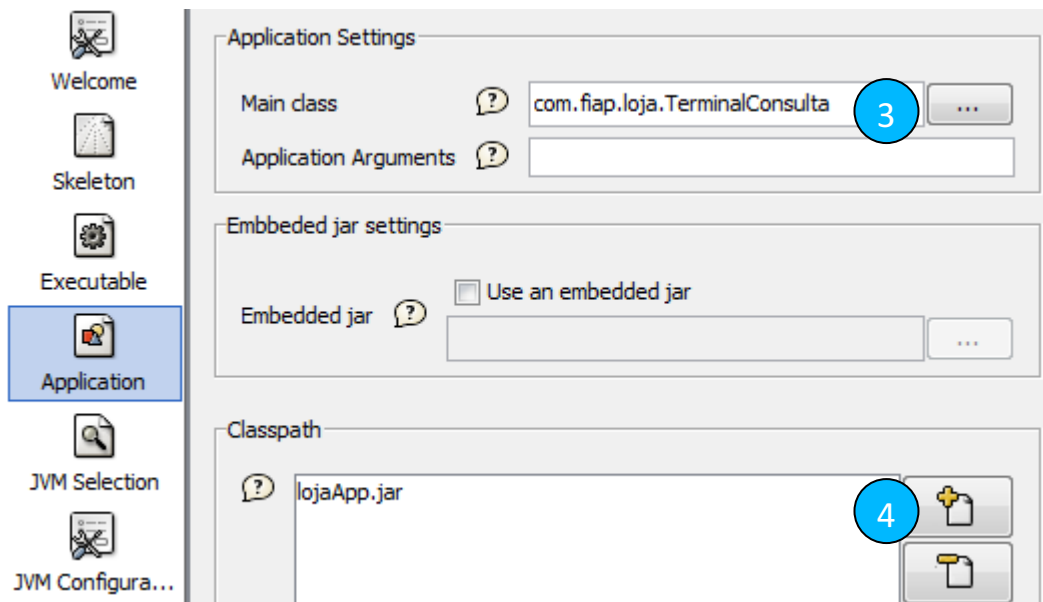 Welcome
Skeleton
Executable
Application
JVM Selection
JVM Configura...
Application Settings
Main class ? com.fiap.loja.TerminalConsulta 3 ...
Application Arguments ?
Embbeded jar settings
Use an embedded jar
Embedded jar ? ...
Classpath
? lojaApp.jar 4